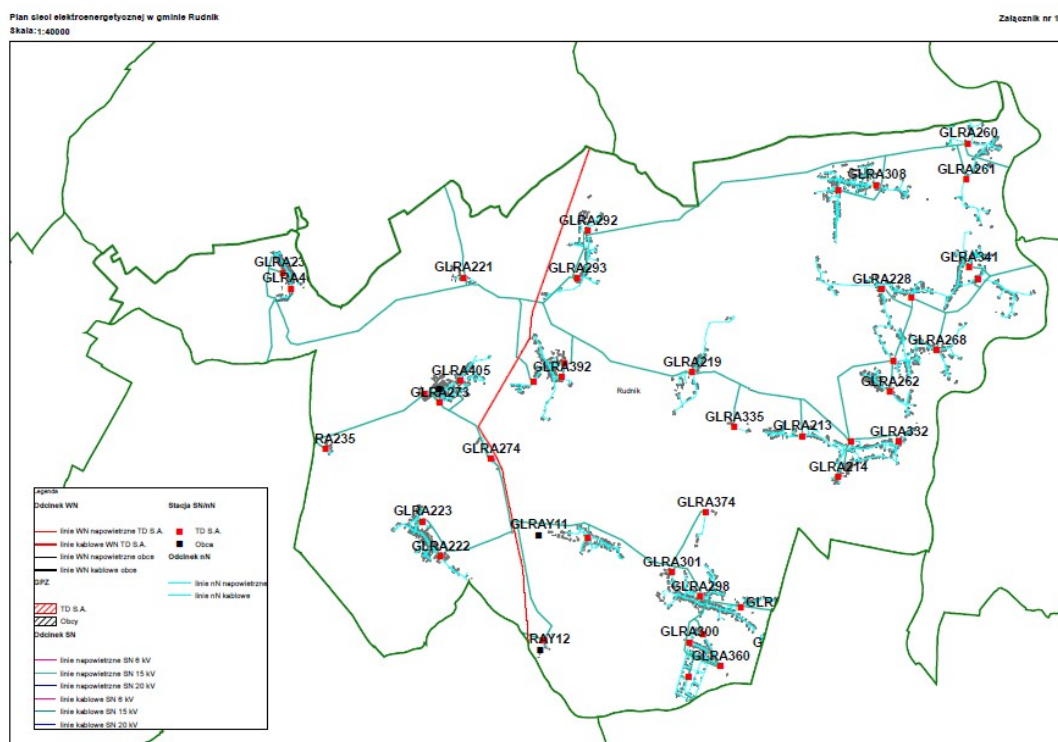 Plan sieci elektroenergetycznej w gminie Rudnik
Skala:1:40000
Załącznik nr 1
GLRA260
GLRA261
GLRA308
GLRA292
GLRA23
GLRA4
GLRA221
GLRA293
GLRA341
GLRA228
GLRA268
GLRA219
GLRA392
GLRA405
GLRA273
Rudnik
GLRA262
GLRA335
GLRA213
GLRA332
RA235
GLRA274
GLRA214
GLRA374
GLRA223
GLRAY11
GLRA222
GLRA301
GLRA298
GLR
GLRA300
G
RAY12
GLRA360
Legenda
Odcinek WN
linie WN napowietrzne TD S.A.
linie kablowe WN TD S.A.
linie WN napowietrzne obce
linie WN kablowe obce
GPZ
TD S.A.
Obcy
Odcinek SN
linie napowietrzne SN 6 kV
linie napowietrzne SN 15 kV
linie napowietrzne SN 20 kV
linie kablowe SN 6 kV
linie kablowe SN 15 kV
linie kablowe SN 20 kV
Stacja SN/nN
TD S.A.
Obca
Odcinek nN
linie nN napowietrzne
linie nN kablowe